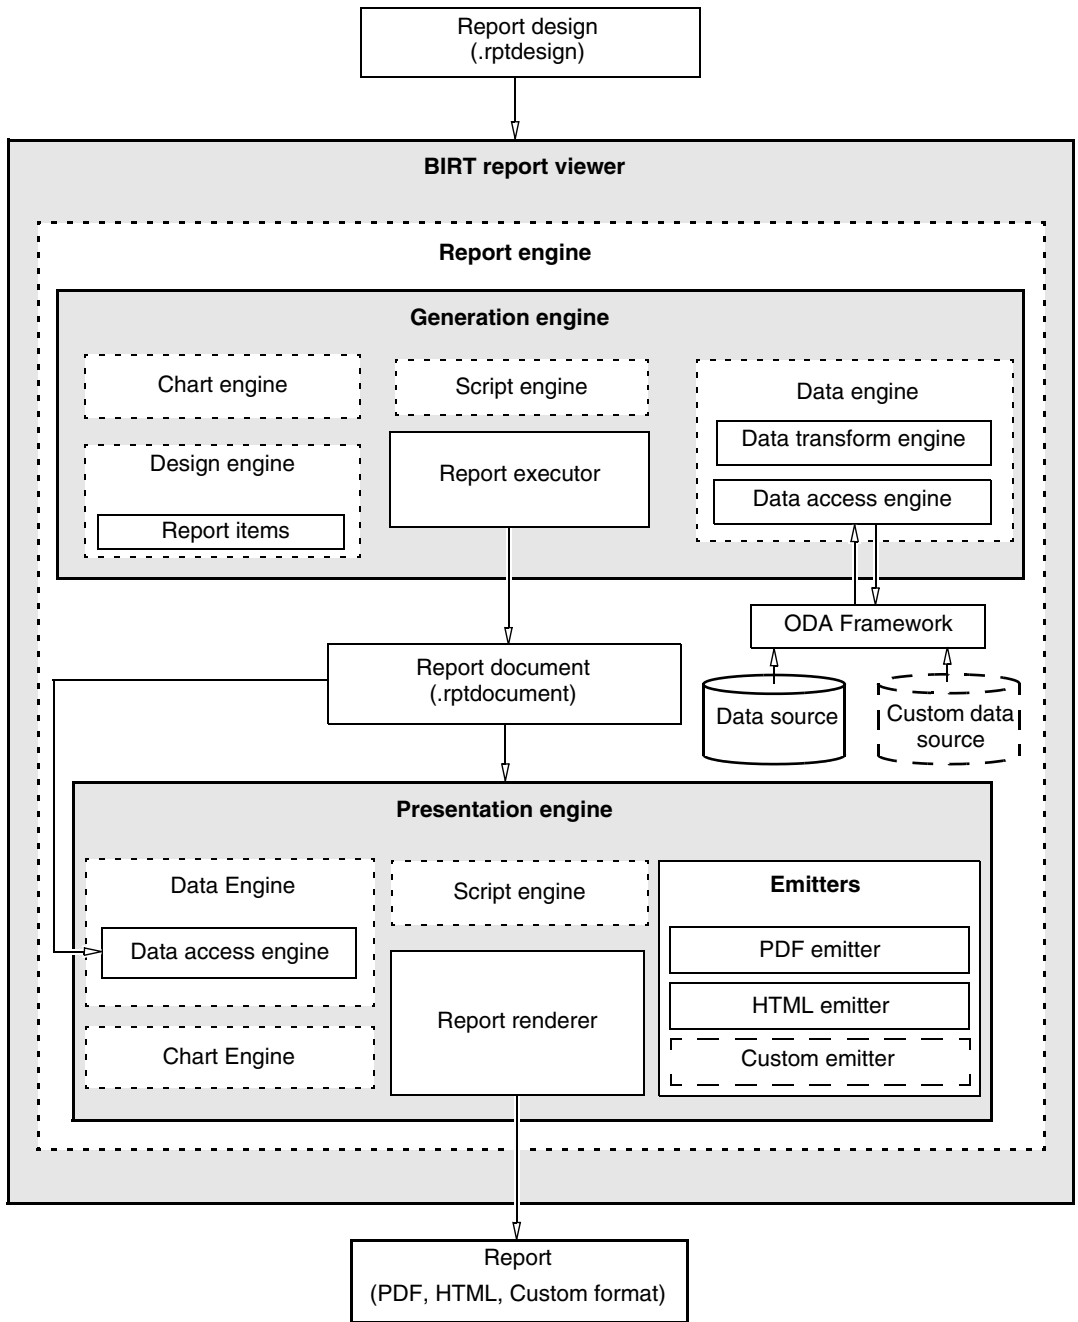 Report design
(.rptdesign)
BIRT report viewer
Report engine
Generation engine
Chart engine
Script engine
Data engine
Data transform engine
Design engine
Report executor
Data access engine
Report items
ODA Framework
Report document
(.rptdocument)
Data source
Custom data
source
Presentation engine
Data Engine
Script engine
Emitters
Data access engine
PDF emitter
HTML emitter
Report renderer
Chart Engine
Custom emitter
Report
(PDF, HTML, Custom format)